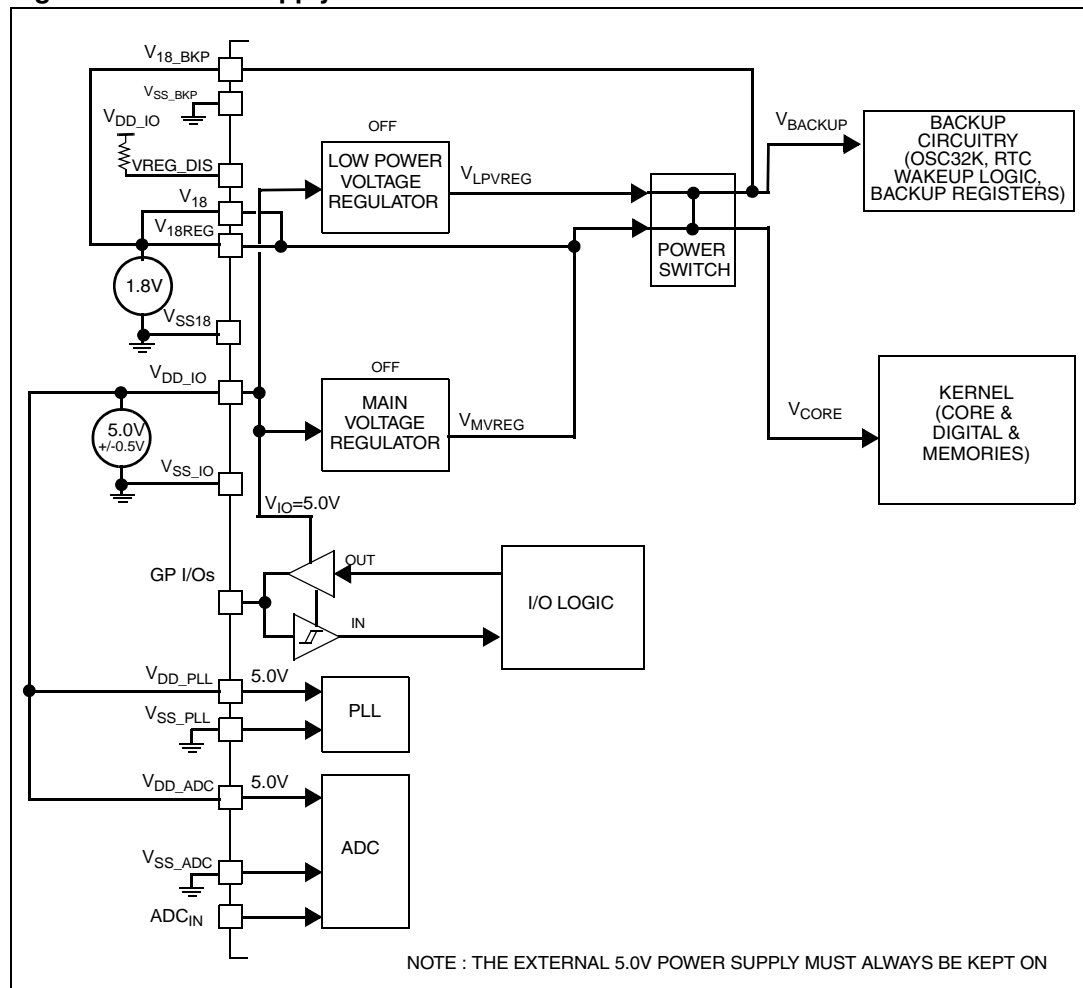 V18_BKP
VSS_BKP
VDD_IO
VREG_DIS
V18
V18REG
1.8V
VSS18
VDD_IO
5.0V
+/-0.5V
VSS_IO
OFF
LOW POWER
VOLTAGE
REGULATOR
VLPVREG
OFF
MAIN
VOLTAGE
REGULATOR
VMVREG
POWER
SWITCH
VBACKUP
BACKUP
CIRCUITRY
(OSC32K, RTC
WAKEUP LOGIC,
BACKUP REGISTERS)
VCORE
KERNEL
(CORE &
DIGITAL &
MEMORIES)
VIO=5.0V
GP I/Os
OUT
IN
I/O LOGIC
VDD_PLL
5.0V
VSS_PLL
PLL
VDD_ADC
5.0V
VSS_ADC
ADCIN
ADC
NOTE : THE EXTERNAL 5.0V POWER SUPPLY MUST ALWAYS BE KEPT ON